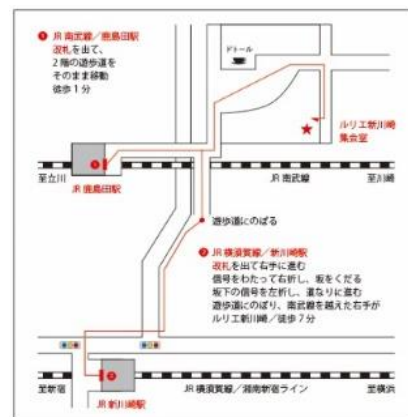 ❶ JR 南武線／鹿島田駅
改札を出て、
2階の遊歩道を
そのまま移動
徒歩1分
ドトール
ルリエ新川崎
集会室
❶
至立川
JR 鹿島田駅
JR 南武線
至川崎
遊歩道にのぼる
❷ JR 横須賀線／新川崎駅
改札を出て右手に進む
信号をわたって右折し、坂をくだる
坂下の信号を左折し、道なりに進む
遊歩道にのぼり、南武線を越えた右手が
ルリエ新川崎／徒歩7分
❷
至新宿
JR 新川崎駅
JR 横須賀線／湘南新宿ライン
至横浜